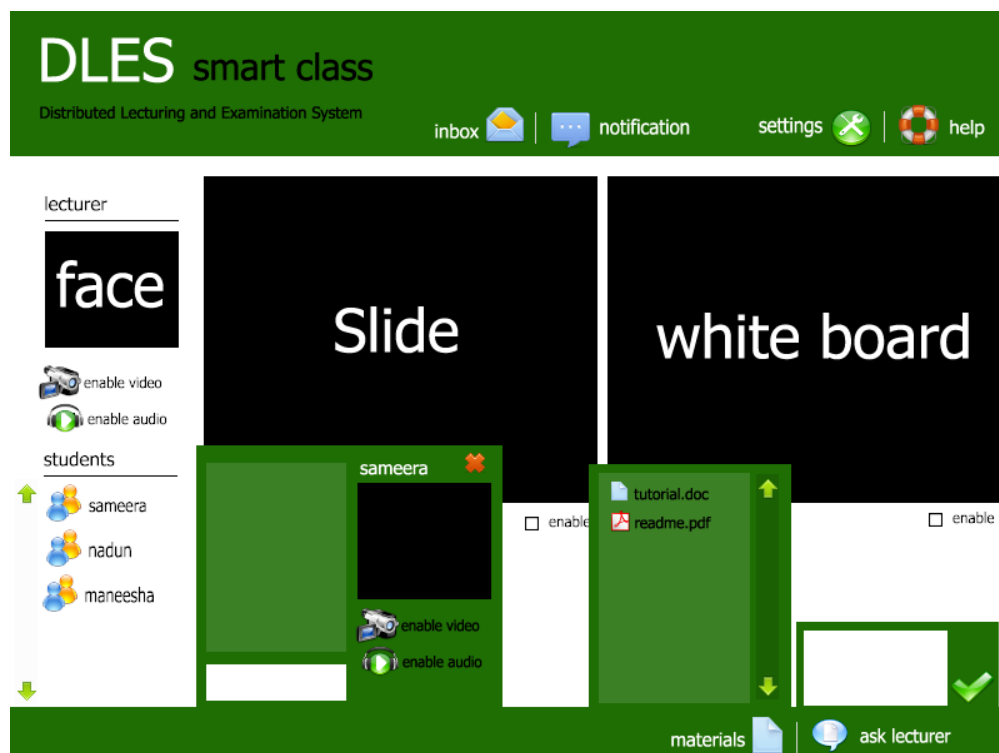 DLES smart class
Distributed Lecturing and Examination System
inbox
notification
settings
help
lecturer
face
enable video
enable audio
students
sameera
nadun
maneesha
Slide
white board
sameera
enable video
enable audio
enable
tutorial.doc
readme.pdf
enable
materials
ask lecturer